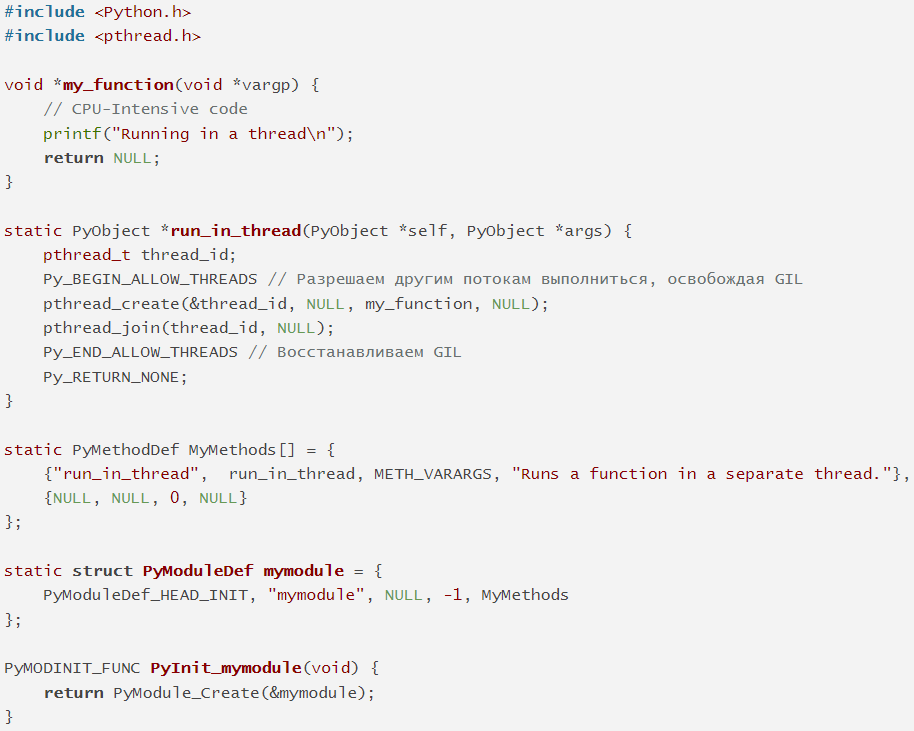 #include <Python.h>
#include <pthread.h>
void *my_function(void *vargp) {
    // CPU-Intensive code
    printf("Running in a thread\n");
    return NULL;
}
static PyObject *run_in_thread(PyObject *self, PyObject *args) {
    pthread_t thread_id;
    Py_BEGIN_ALLOW_THREADS // Разрешаем другим потокам выполниться, освобождая GIL
    pthread_create(&thread_id, NULL, my_function, NULL);
    pthread_join(thread_id, NULL);
    Py_END_ALLOW_THREADS // Восстанавливаем GIL
    Py_RETURN_NONE;
}
static PyMethodDef MyMethods[] = {
    {"run_in_thread",  run_in_thread, METH_VARARGS, "Runs a function in a separate thread."},
    {NULL, NULL, 0, NULL}
};
static struct PyModuleDef mymodule = {
    PyModuleDef_HEAD_INIT, "mymodule", NULL, -1, MyMethods
};
PyMODINIT_FUNC PyInit_mymodule(void) {
    return PyModule_Create(&mymodule);
}